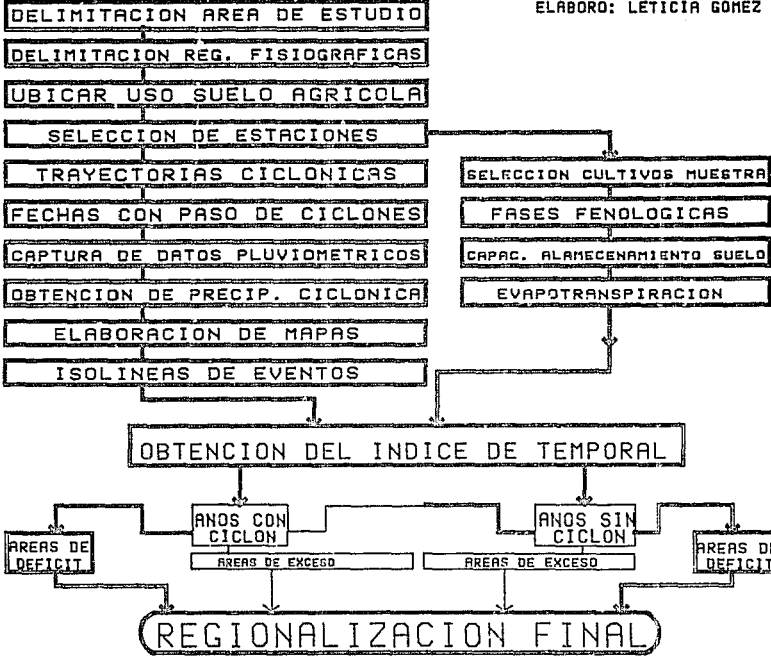 ELABORO: LETICIA GOMEZ
DELIMITACION AREA DE ESTUDIO
DELIMITACION REG. FISIOGRAFICAS
UBICAR USO SUELO AGRICOLA
SELECCION DE ESTACIONES
TRAYECTORIAS CICLONICAS
FECHAS CON PASO DE CICLONES
CAPTURA DE DATOS PLUVIOMETRICOS
OBTENCION DE PRECIP. CICLONICA
ELABORACION DE MAPAS
ISOLINEAS DE EVENTOS
SELECCION CULTIVOS MUESTRA
FASES FENOLOGICAS
CAPAC. ALAMECENAMIENTO SUELO
EVAPOTRANSPIRACION
OBTENCION DEL INDICE DE TEMPORAL
AREAS DE
DEFICIT
ANOS CON
CICLON
AREAS DE EXCESO
ANOS SIN
CICLON
AREAS DE EXCESO
AREAS DE
DEFICIT
REGIONALIZACION FINAL